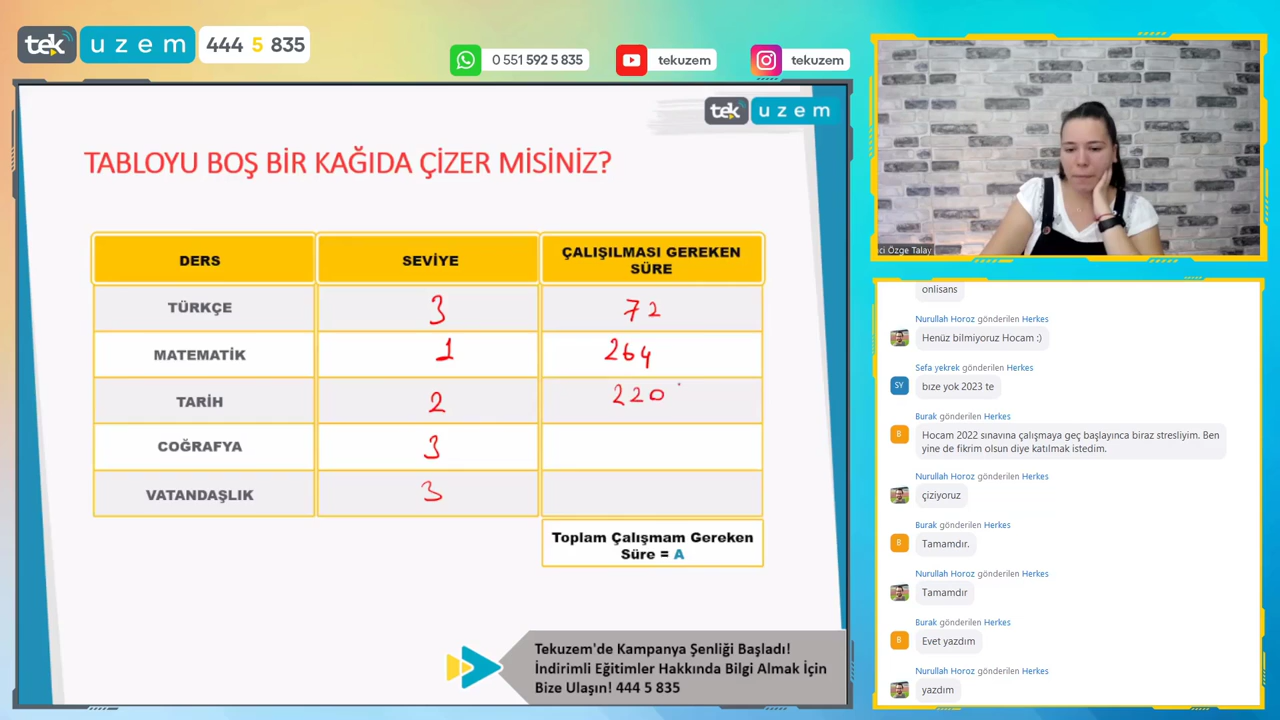 tek uzem 444 5 835
0 551 592 5 835
tekuzem
tekuzem
tek uzem
TABLOYU BOŞ BİR KAĞIDA ÇİZER MİSİNİZ?
DERS SEVİYE ÇALIŞILMASI GEREKEN
SÜRE
TÜRKÇE 3 72
MATEMATİK 1 264
TARİH 2 220
COĞRAFYA 3
VATANDAŞLIK 3
Toplam Çalışmam Gereken
Süre = A
Tekuzem'de Kampanya Şenliği Başladı!
İndirimli Eğitimler Hakkında Bilgi Almak İçin
Bize Ulaşın! 444 5 835
ci Özge Talay
onlisans
Nurullah Horoz gönderilen Herkes
Henüz bilmiyoruz Hocam :)
Sefa yekrek gönderilen Herkes
SY
bıze yok 2023 te
Burak gönderilen Herkes
B
Hocam 2022 sınavına çalışmaya geç başlayınca biraz stresliyim. Ben
yine de fikrim olsun diye katılmak istedim.
Nurullah Horoz gönderilen Herkes
çiziyoruz
Burak gönderilen Herkes
B
Tamamdır.
Nurullah Horoz gönderilen Herkes
Tamamdır
Burak gönderilen Herkes
B
Evet yazdım
Nurullah Horoz gönderilen Herkes
yazdım